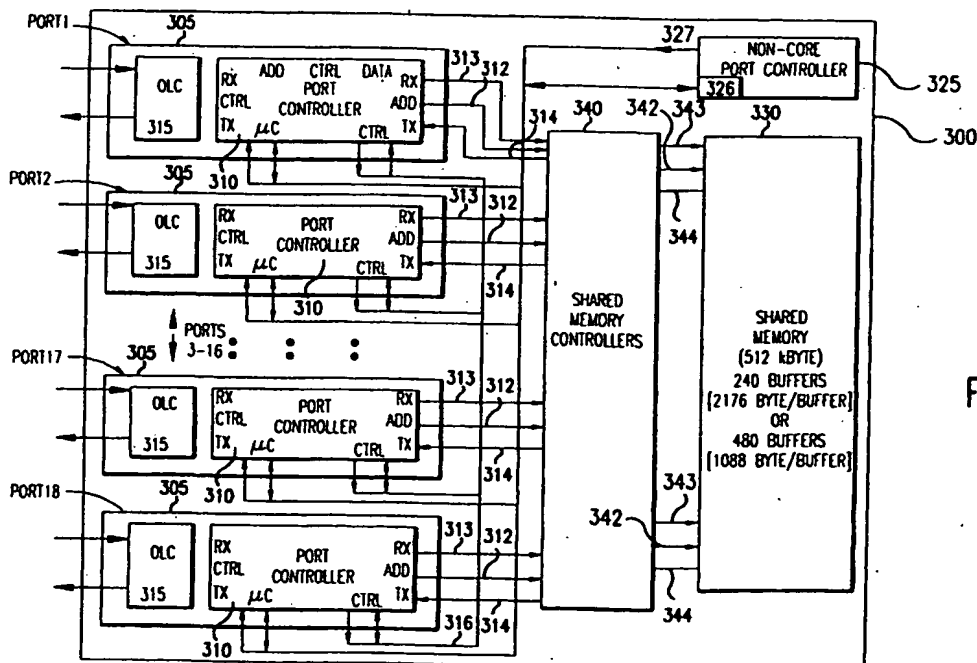 PORT1
305
OLC
315
RX ADD CTRL DATA RX
CTRL PORT CONTROLLER ADD
TX μC CTRL TX
310
313
312
314
340
327
NON-CORE
PORT CONTROLLER
326
325
300
342
343
330
344
PORT2
305
OLC
315
RX
CTRL
TX
PORT
CONTROLLER
μC
310
RX
ADD
TX
CTRL
313
312
314
PORTS
3-16
PORT17
305
OLC
315
RX
CTRL
TX
PORT
CONTROLLER
μC
310
RX
ADD
TX
CTRL
313
312
314
PORT18
305
OLC
315
RX
CTRL
TX
PORT
CONTROLLER
μC
310
RX
ADD
TX
CTRL
313
312
314
316
SHARED
MEMORY
CONTROLLERS
SHARED
MEMORY
(512 kBYTE)
240 BUFFERS
[2176 BYTE/BUFFER]
OR
480 BUFFERS
[1088 BYTE/BUFFER]
343
342
344
F